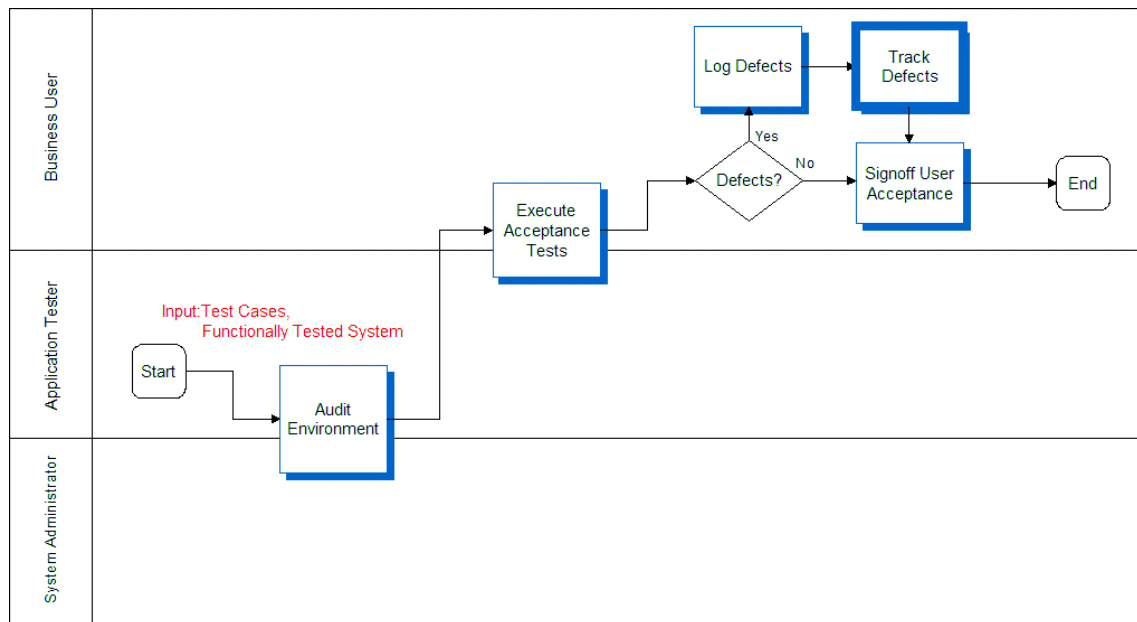 Business User
Log Defects
Track
Defects
Yes
Defects?
No
Signoff User
Acceptance
End
Execute
Acceptance
Tests
Application Tester
Input:Test Cases,
Functionally Tested System
Start
Audit
Environment
System Administrator